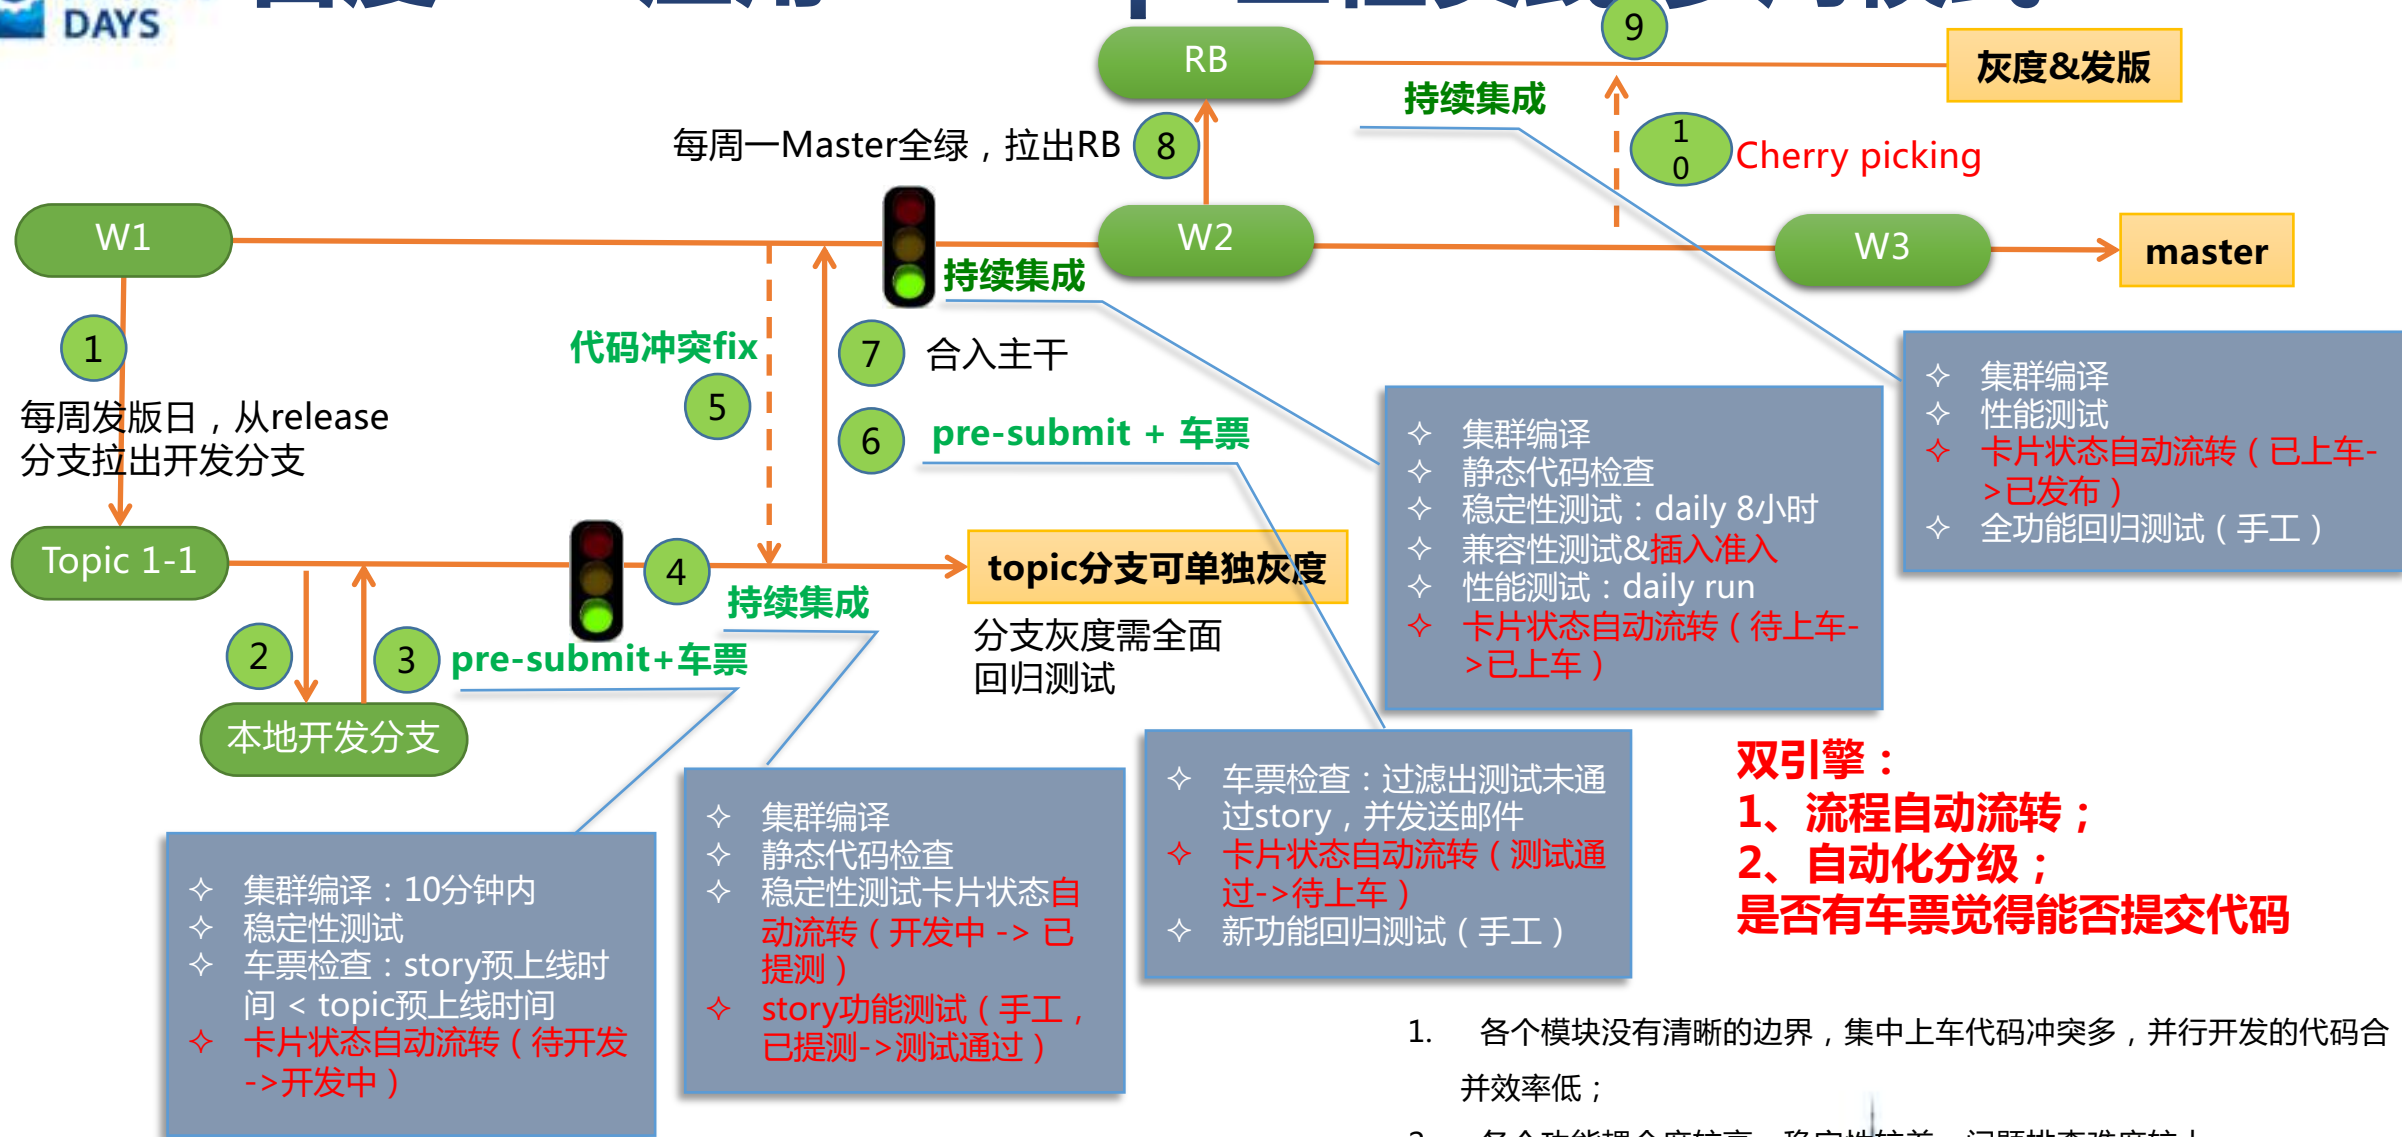 DAYS
RB
9
灰度&发版
持续集成
每周一Master全绿，拉出RB
8
1
0
Cherry picking
W1
W2
W3
master
持续集成
1
代码冲突fix
5
7
合入主干
每周发版日，从release
分支拉出开发分支
6
pre-submit + 车票
Topic 1-1
4
持续集成
topic分支可单独灰度
分支灰度需全面
回归测试
2
3
pre-submit+车票
本地开发分支
✧ 集群编译
✧ 性能测试
✧ 卡片状态自动流转（已上车-
>已发布）
✧ 全功能回归测试（手工）
✧ 集群编译
✧ 静态代码检查
✧ 稳定性测试：daily 8小时
✧ 兼容性测试&插入准入
✧ 性能测试：daily run
✧ 卡片状态自动流转（待上车-
>已上车）
✧ 车票检查：过滤出测试未通
过story，并发送邮件
✧ 卡片状态自动流转（测试通
过->待上车）
✧ 新功能回归测试（手工）
✧ 集群编译
✧ 静态代码检查
✧ 稳定性测试卡片状态自
动流转（开发中 -> 已
提测）
✧ story功能测试（手工，
已提测->测试通过）
✧ 集群编译：10分钟内
✧ 稳定性测试
✧ 车票检查：story预上线时
间 < topic预上线时间
✧ 卡片状态自动流转（待开发
->开发中）
双引擎：
1、流程自动流转；
2、自动化分级；
是否有车票觉得能否提交代码
1. 各个模块没有清晰的边界，集中上车代码冲突多，并行开发的代码合
并效率低；